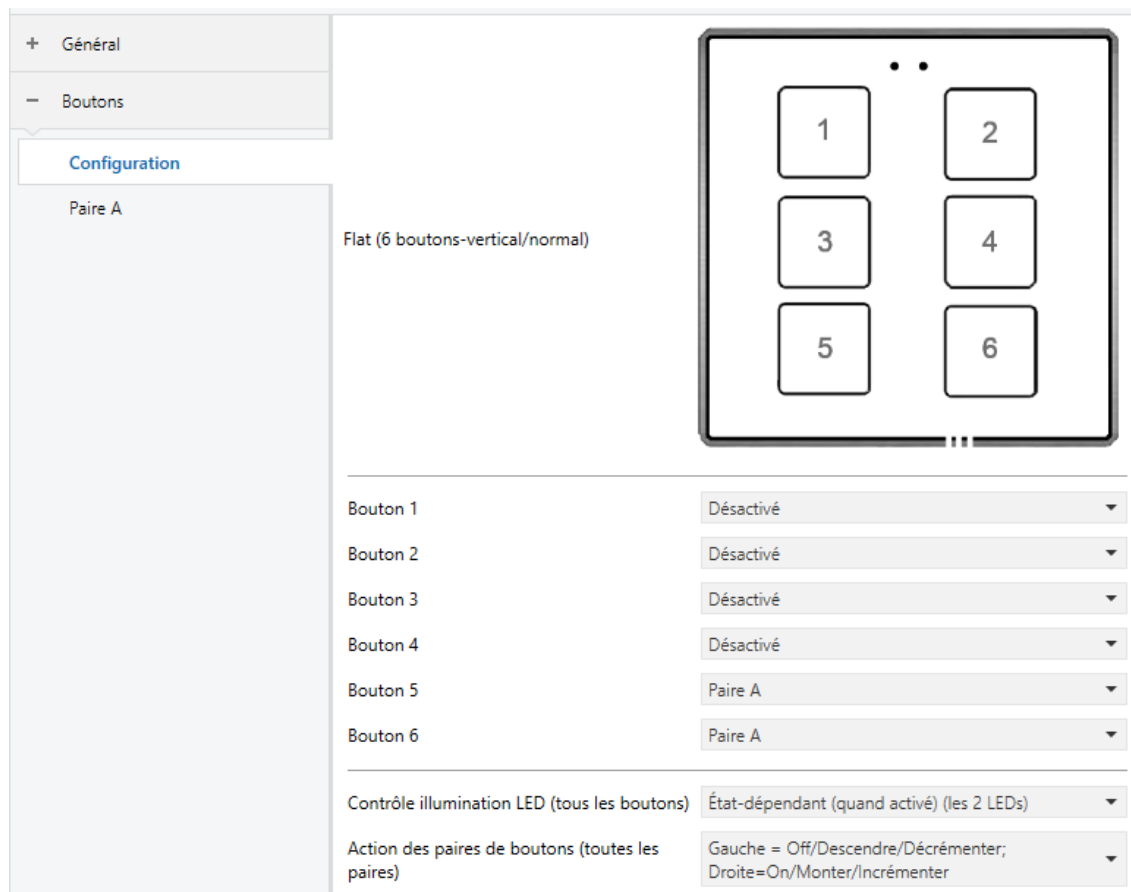 + Général
− Boutons
Configuration
Paire A
Flat (6 boutons-vertical/normal)
1 2
3 4
5 6
Bouton 1 Désactivé
Bouton 2 Désactivé
Bouton 3 Désactivé
Bouton 4 Désactivé
Bouton 5 Paire A
Bouton 6 Paire A
Contrôle illumination LED (tous les boutons) État-dépendant (quand activé) (les 2 LEDs)
Action des paires de boutons (toutes les
paires)
Gauche = Off/Descendre/Décrémenter;
Droite=On/Monter/Incrémenter